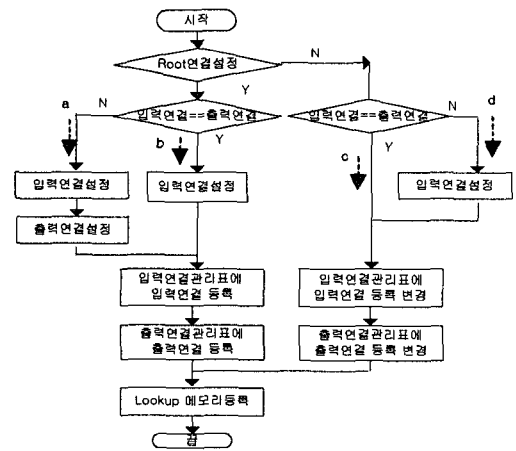 시작
Root연결설정
N
Y
입력연결==출력연결
입력연결==출력연결
N
N
a
b
Y
c
Y
d
입력연결설정
입력연결설정
입력연결설정
출력연결설정
입력연결관리표에
입력연결 등록
입력연결관리표에
입력연결 등록 변경
출력연결관리표에
출력연결 등록
출력연결관리표에
출력연결 등록 변경
Lookup 메모리등록
끝